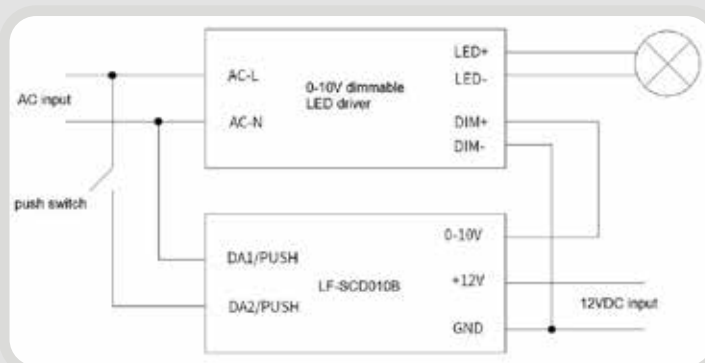 AC input
push switch
AC-L
AC-N
0-10V dimmable
LED driver
LED+
LED-
DIM+
DIM-
DA1/PUSH
DA2/PUSH
LF-SCD010B
0-10V
+12V
GND
12VDC input